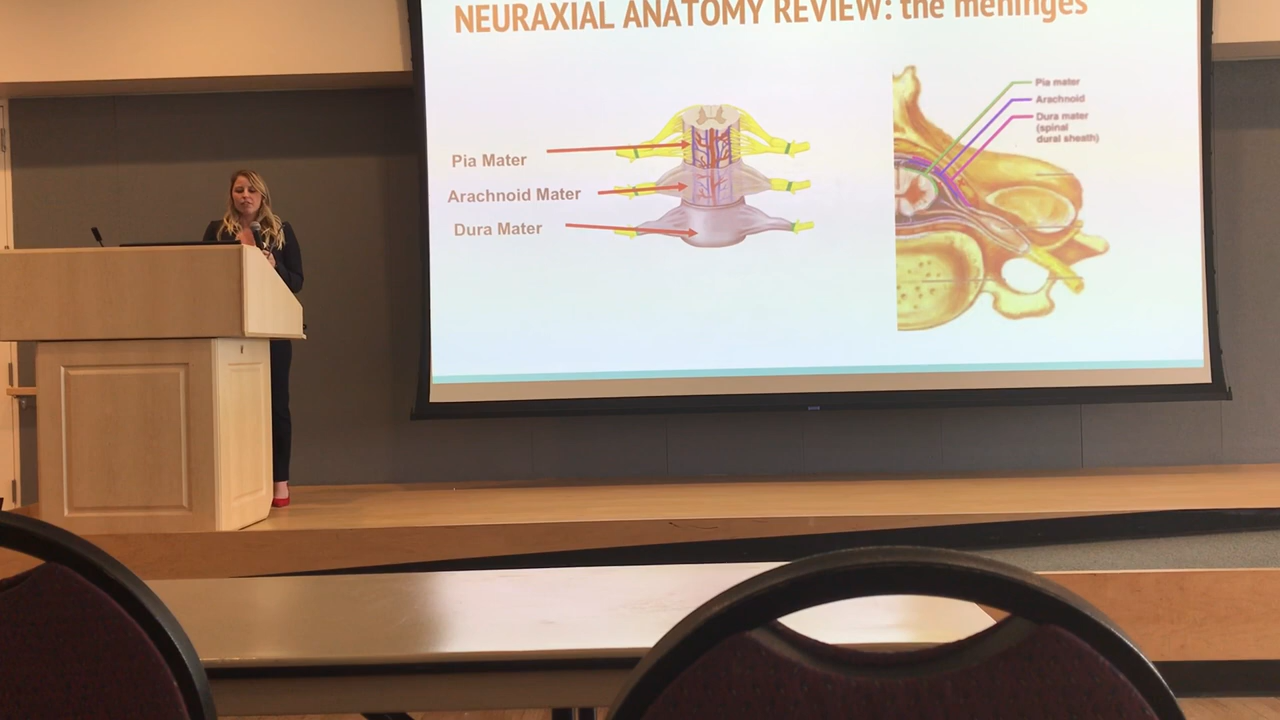 NEURAXIAL ANATOMY REVIEW: the meninges
Pia Mater
Arachnoid Mater
Dura Mater
Pia mater
Arachnoid
Dura mater
(spinal
dural sheath)